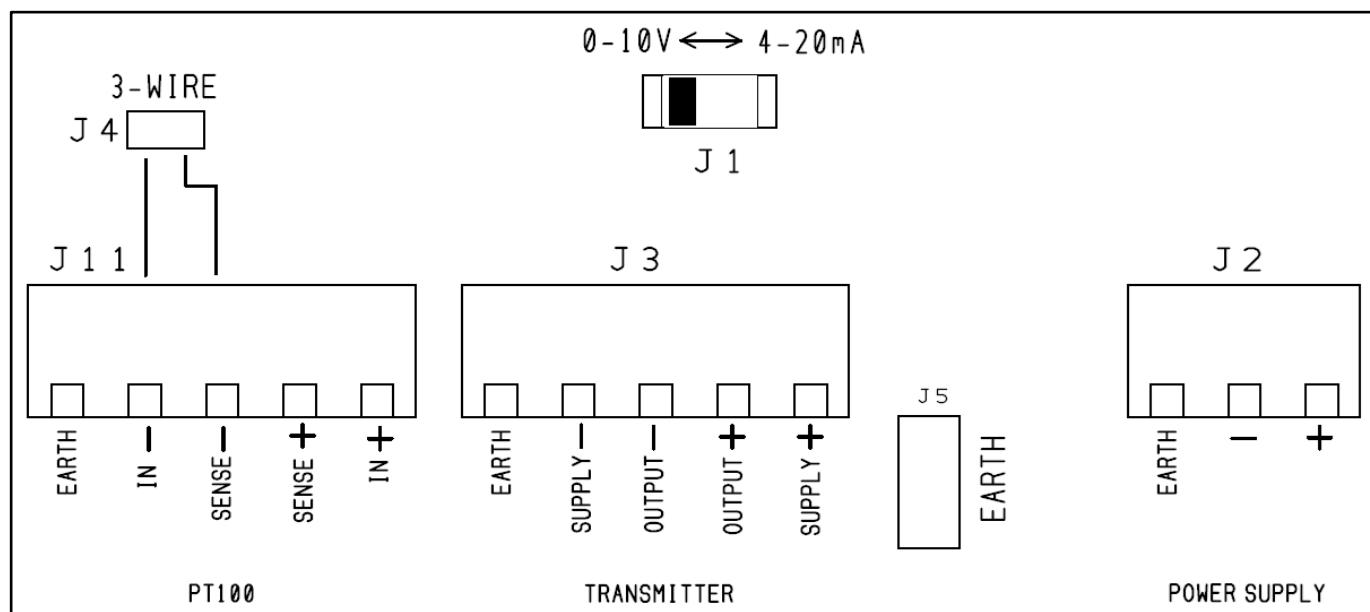 0-10V ↔ 4-20mA
3-WIRE
J4
J1
J11
J3
J2
J5
EARTH
IN -
SENSE -
SENSE +
IN +
EARTH
SUPPLY -
OUTPUT -
OUTPUT +
SUPPLY +
EARTH
EARTH
-
+
PT100
TRANSMITTER
POWER SUPPLY